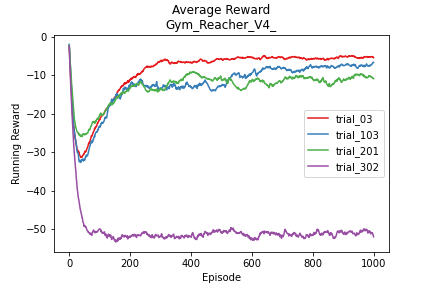 Average Reward
Gym_Reacher_V4_
Running Reward
0
−10
−20
−30
−40
−50
trial_03
trial_103
trial_201
trial_302
0 200 400 600 800 1000
Episode